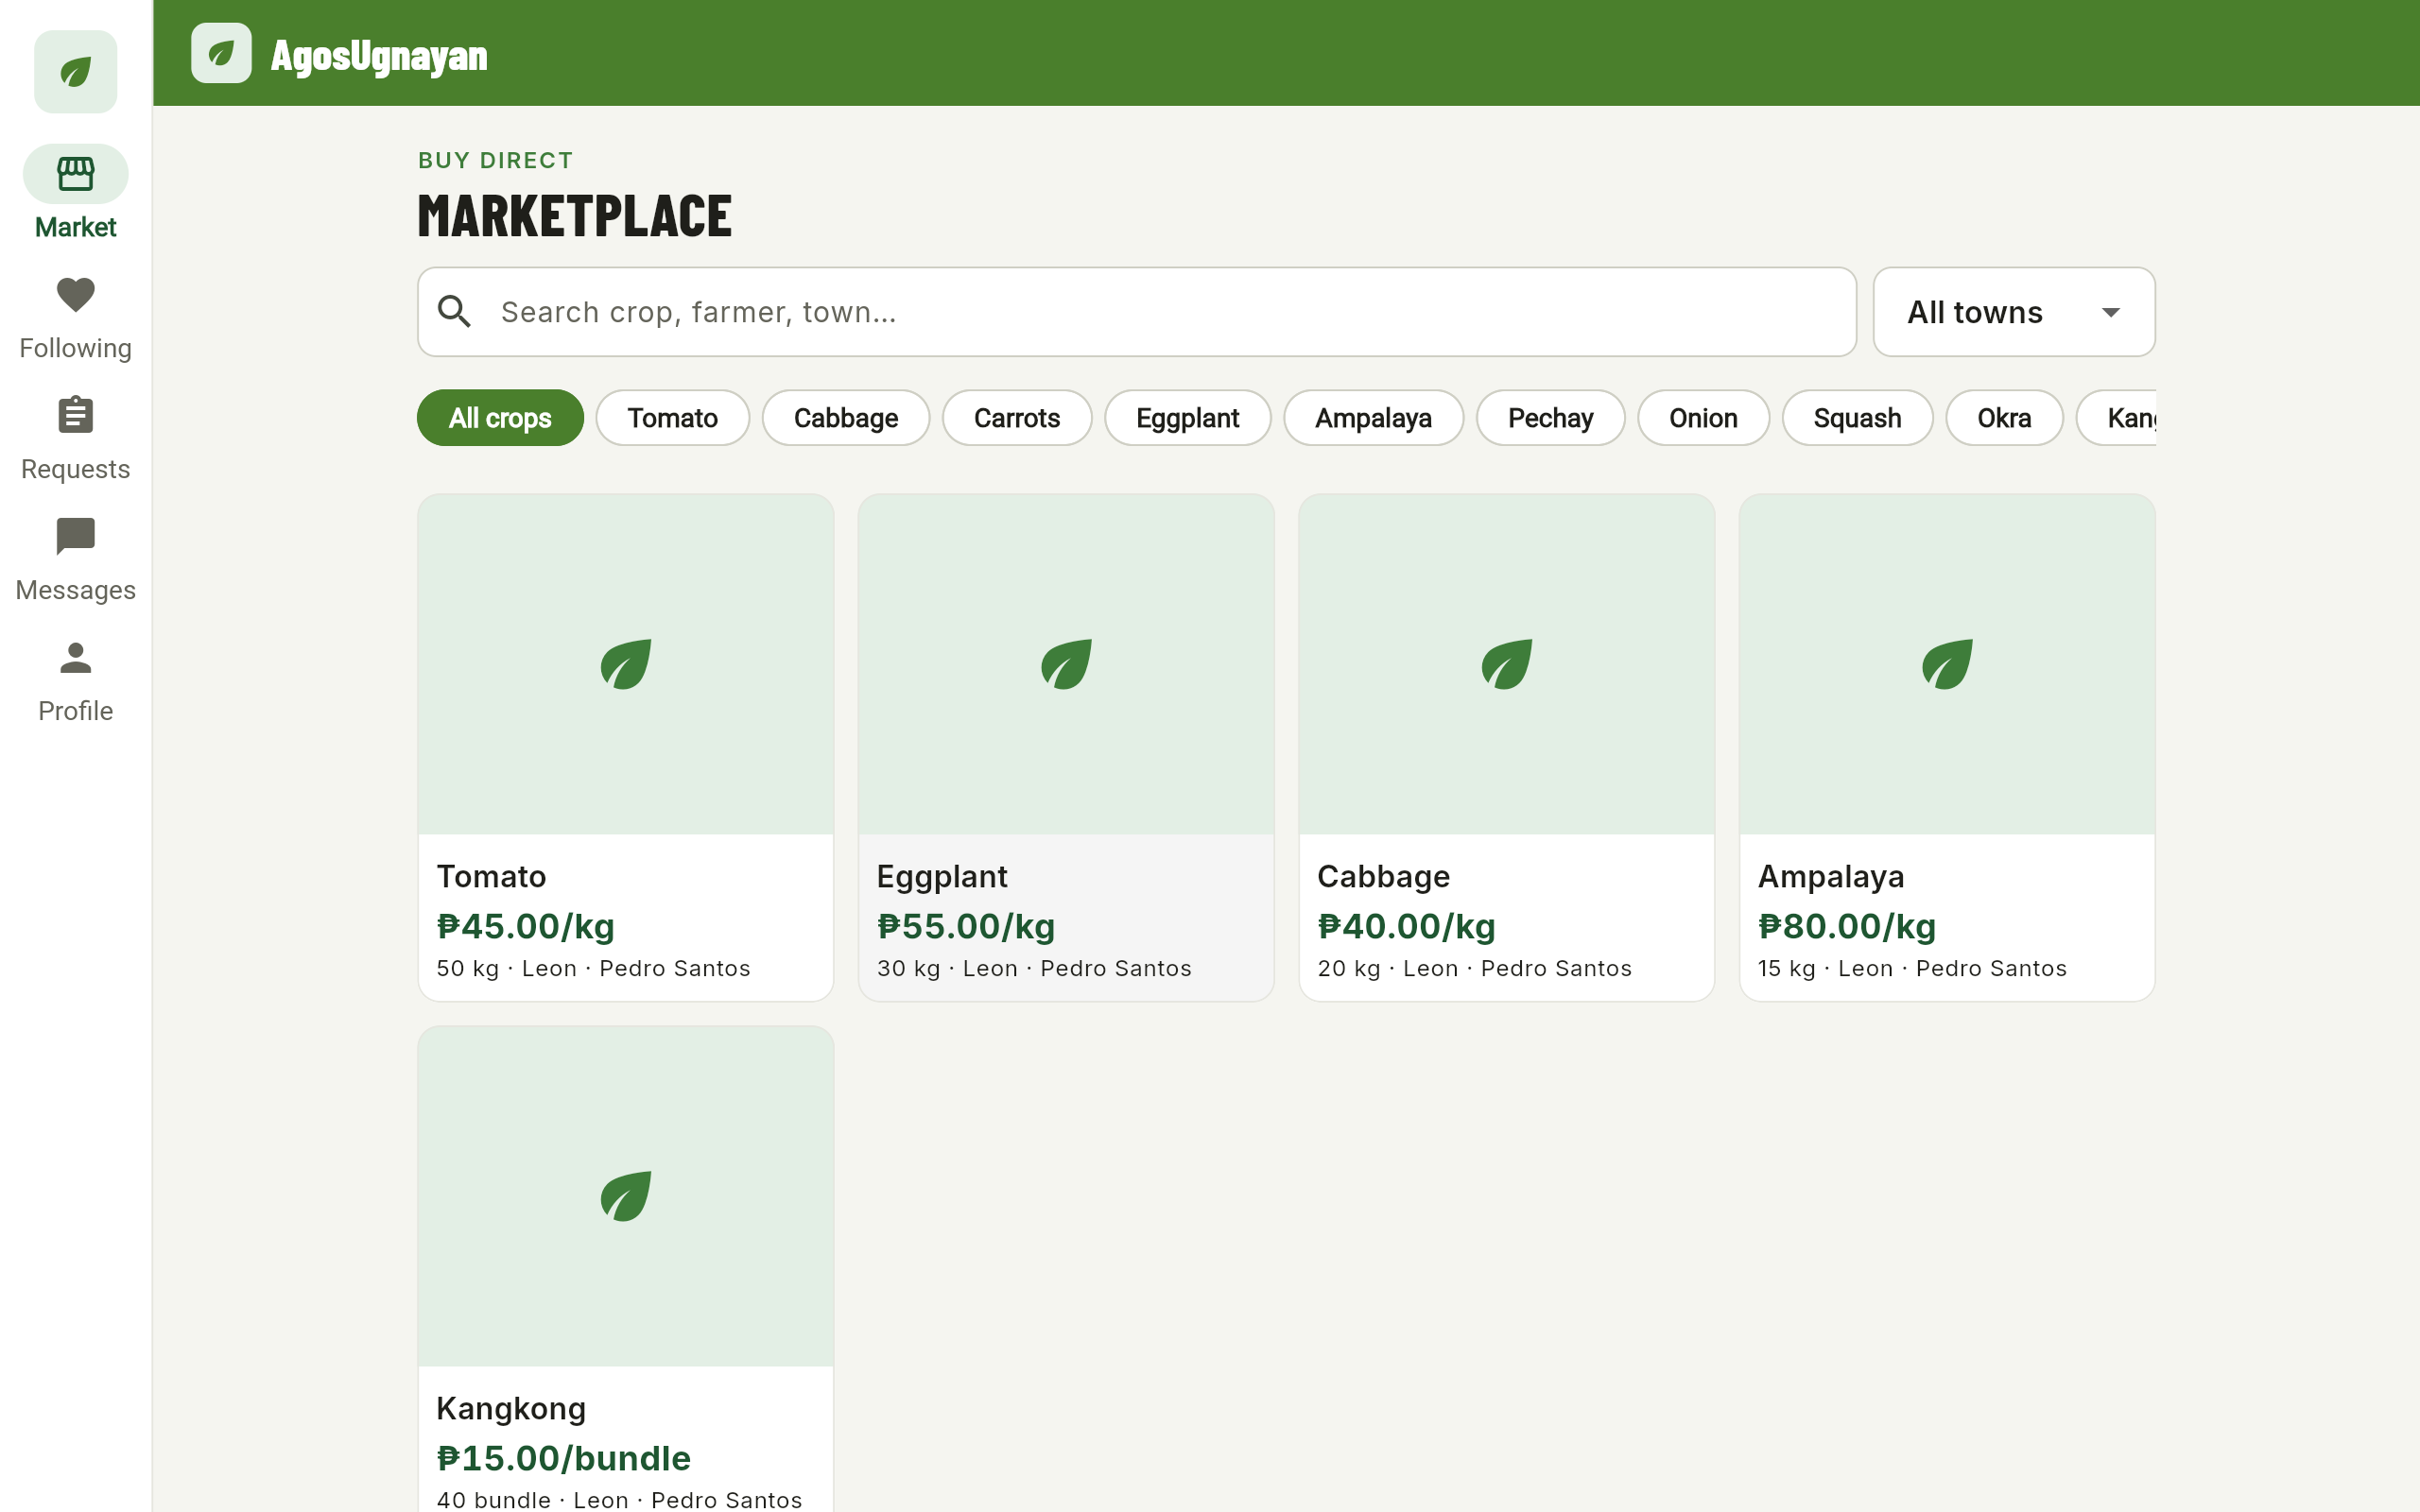 AgosUgnayan
Market
Following
Requests
Messages
Profile
BUY DIRECT
MARKETPLACE
Search crop, farmer, town...
All towns
All crops
Tomato
Cabbage
Carrots
Eggplant
Ampalaya
Pechay
Onion
Squash
Okra
Tomato
₱45.00/kg
50 kg · Leon · Pedro Santos
Eggplant
₱55.00/kg
30 kg · Leon · Pedro Santos
Cabbage
₱40.00/kg
20 kg · Leon · Pedro Santos
Ampalaya
₱80.00/kg
15 kg · Leon · Pedro Santos
Kangkong
₱15.00/bundle
40 bundle · Leon · Pedro Santos